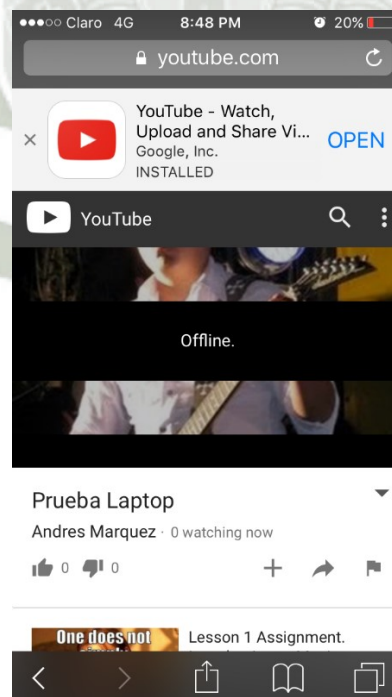 Claro 4G 8:48 PM 20%
youtube.com
YouTube - Watch,
Upload and Share Vi...
Google, Inc.
INSTALLED
OPEN
YouTube
Offline.
Prueba Laptop
Andres Marquez · 0 watching now
0 0
One does not
Lesson 1 Assignment.